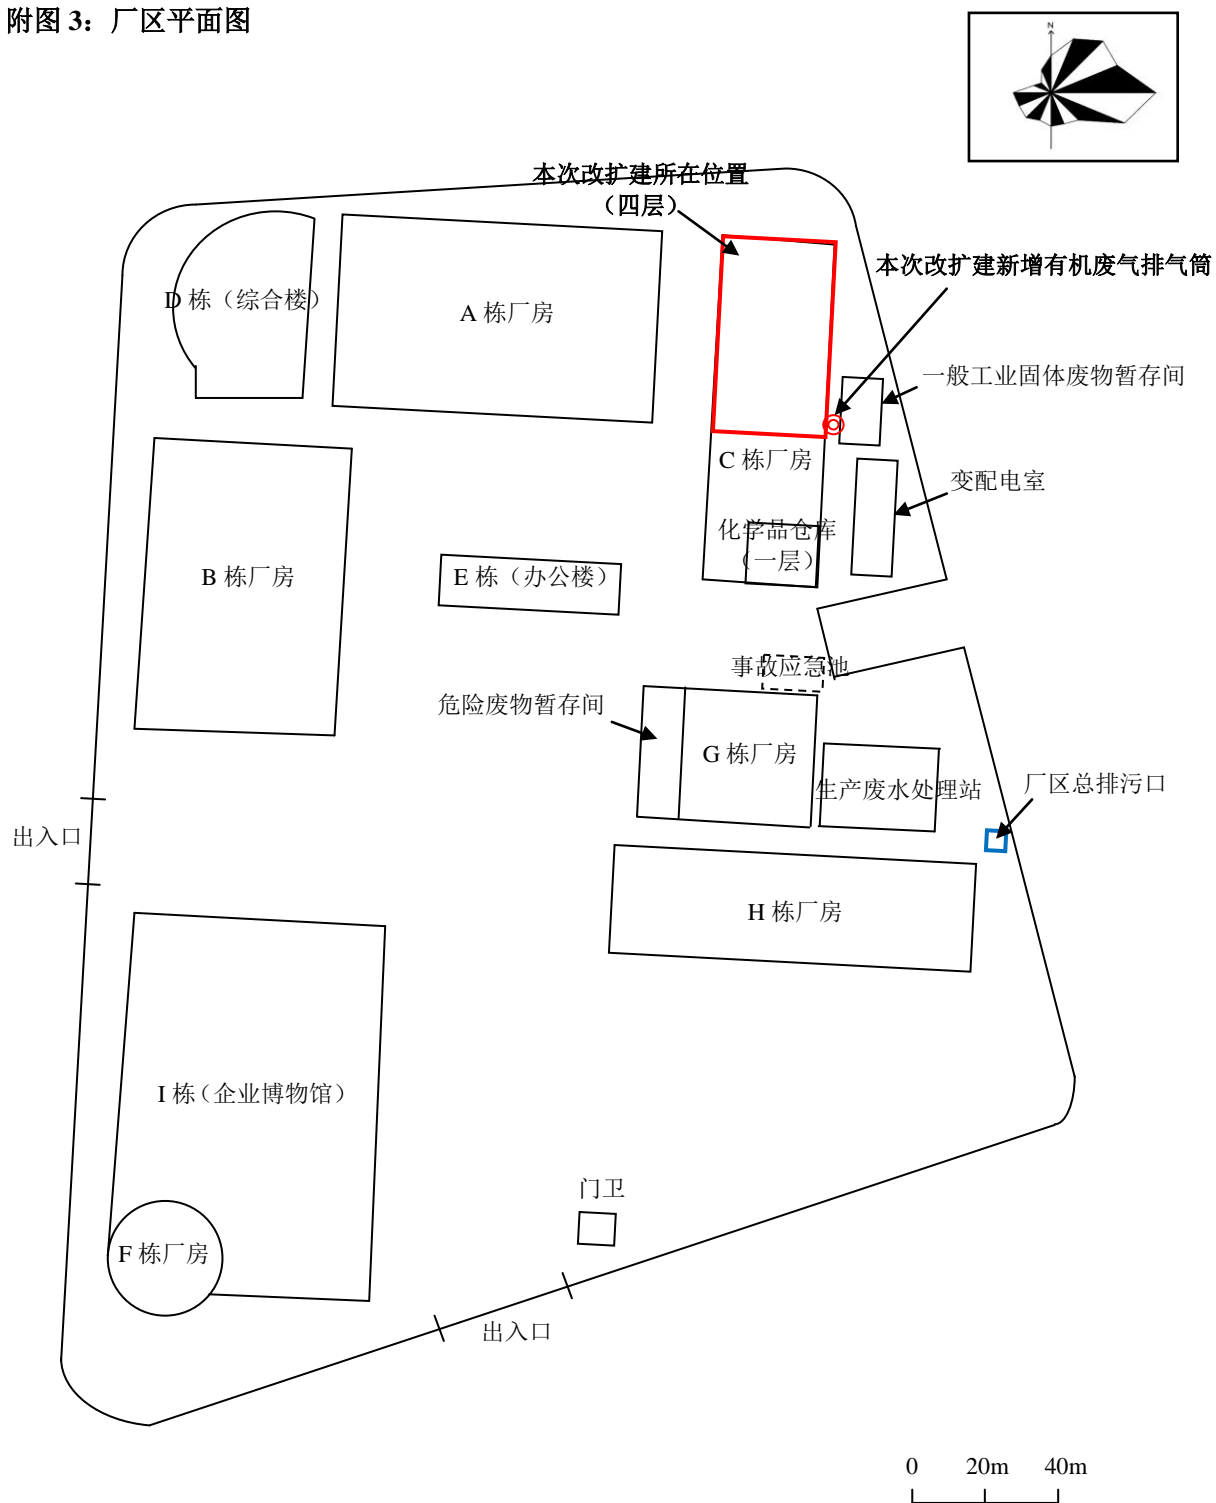 附图 3：厂区平面图
N
本次改扩建所在位置
（四层）
本次改扩建新增有机废气排气筒
D 栋（综合楼）
A 栋厂房
一般工业固体废物暂存间
C 栋厂房
变配电室
化学品仓库
（一层）
B 栋厂房
E 栋（办公楼）
事故应急池
危险废物暂存间
G 栋厂房
生产废水处理站
厂区总排污口
出入口
H 栋厂房
I 栋（企业博物馆）
门卫
F 栋厂房
出入口
0 20m 40m